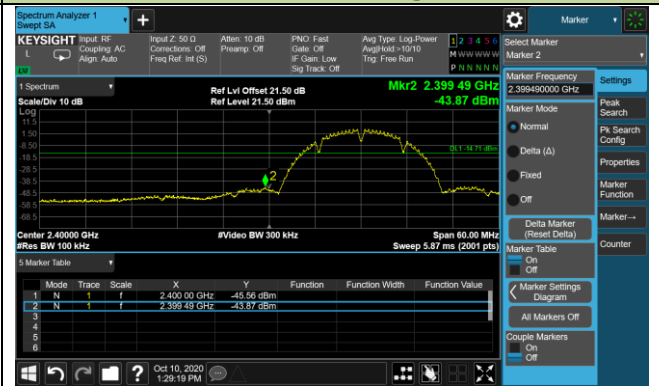 Spectrum Analyzer 1
Swept SA
Marker
KEYSIGHT Input: RF
L
Coupling: AC
Align: Auto
Input Z: 50 Ω
Corrections: Off
Freq Ref: Int (S)
Atten: 10 dB
Preamp: Off
PNO: Fast
Gate: Off
IF Gain: Low
Sig Track: Off
Avg Type: Log-Power
Avg|Hold:>10/10
Trig: Free Run
1 2 3 4 5 6
M W W W W W
P N N N N N
Select Marker
Marker 2
1 Spectrum
Scale/Div 10 dB
Log
Ref Lvl Offset 21.50 dB
Ref Level 21.50 dBm
Mkr2 2.399 49 GHz
-43.87 dBm
11.5
1.50
-8.50
-18.5
-28.5
-38.5
-48.5
-58.5
-68.5
DL1 -14.71 dBm
2
Center 2.40000 GHz
#Res BW 100 kHz
#Video BW 300 kHz
Span 60.00 MHz
Sweep 5.87 ms (2001 pts)
5 Marker Table
Mode Trace Scale X Y Function Function Width Function Value
1 N 1 f 2.400 00 GHz -45.56 dBm
2 N 1 f 2.399 49 GHz -43.87 dBm
3
4
5
6
Marker Frequency
2.399490000 GHz
Marker Mode
Normal
Delta (Δ)
Fixed
Off
Delta Marker
(Reset Delta)
Marker Table
On
Off
Marker Settings
Diagram
All Markers Off
Couple Markers
On
Off
Settings
Peak
Search
Pk Search
Config
Properties
Marker
Function
Marker→
Counter
Oct 10, 2020
1:29:19 PM